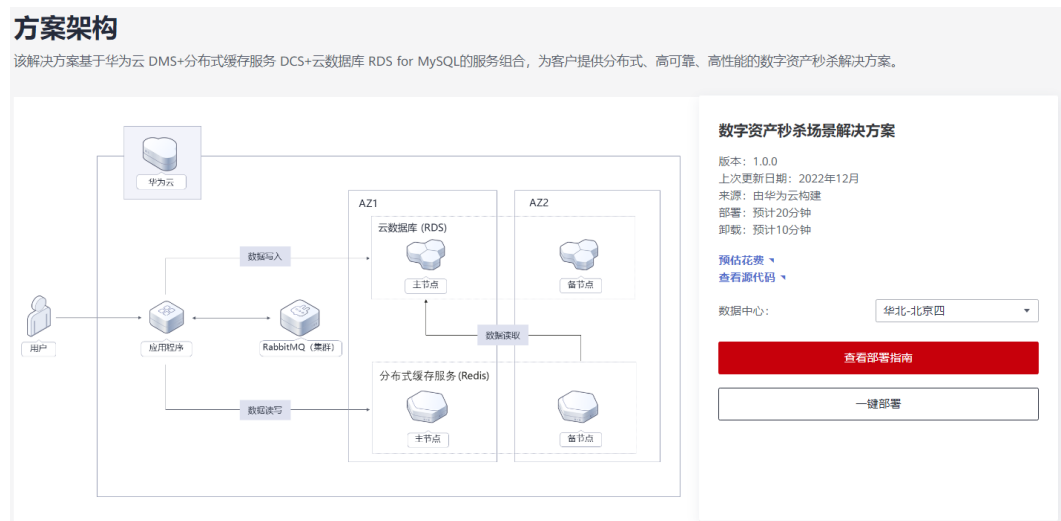 方案架构
该解决方案基于华为云 DMS+分布式缓存服务 DCS+云数据库 RDS for MySQL的服务组合，为客户提供分布式、高可靠、高性能的数字资产秒杀解决方案。
华为云
AZ1
AZ2
云数据库 (RDS)
数据写入
主节点
备节点
用户
应用程序
RabbitMQ（集群）
数据读取
分布式缓存服务(Redis)
数据读写
主节点
备节点
数字资产秒杀场景解决方案
版本：1.0.0
上次更新日期：2022年12月
来源：由华为云构建
部署：预计20分钟
卸载：预计10分钟
预估花费
查看源代码
数据中心：
华北-北京四
查看部署指南
一键部署